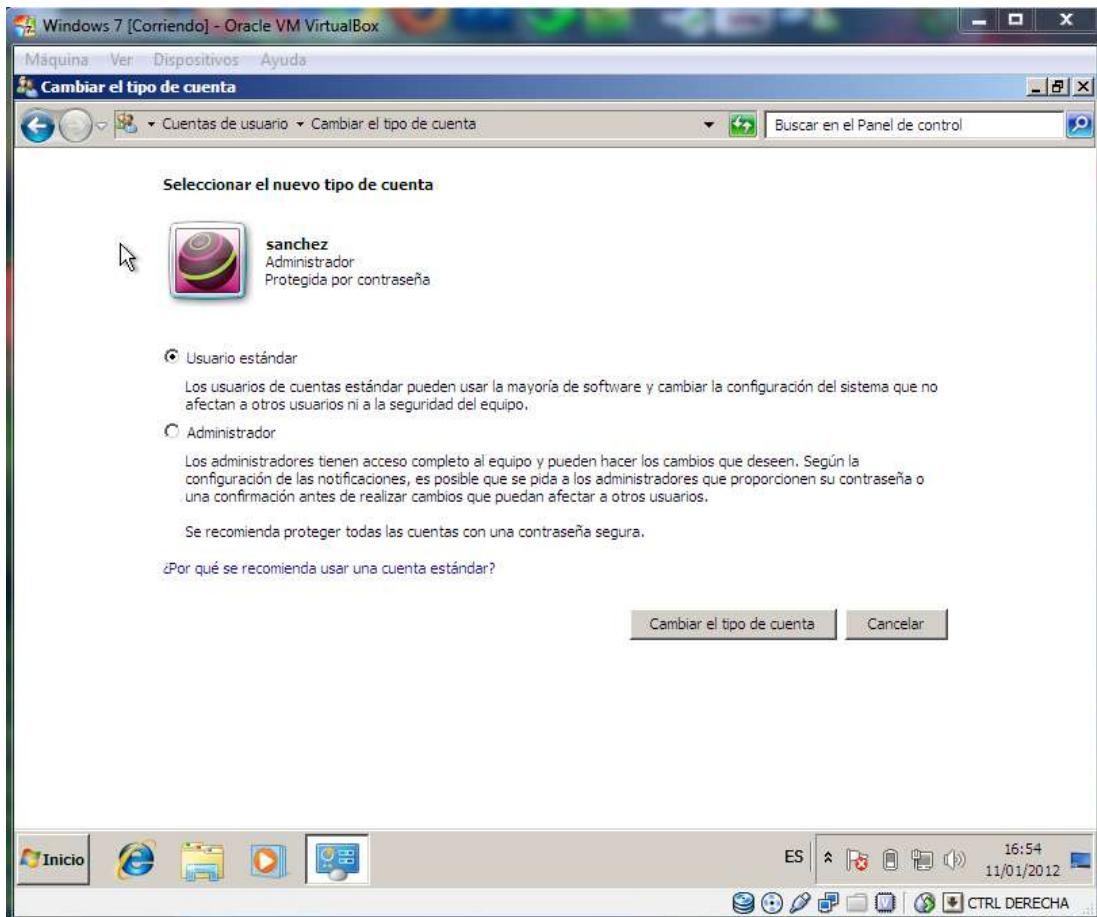 Windows 7 [Corriendo] - Oracle VM VirtualBox
Máquina Ver Dispositivos Ayuda
Cambiar el tipo de cuenta
Cuentas de usuario Cambiar el tipo de cuenta Buscar en el Panel de control
Seleccionar el nuevo tipo de cuenta
sanchez
Administrador
Protegida por contraseña
Usuario estándar
Los usuarios de cuentas estándar pueden usar la mayoría de software y cambiar la configuración del sistema que no
afectan a otros usuarios ni a la seguridad del equipo.
Administrador
Los administradores tienen acceso completo al equipo y pueden hacer los cambios que deseen. Según la
configuración de las notificaciones, es posible que se pida a los administradores que proporcionen su contraseña o
una confirmación antes de realizar cambios que puedan afectar a otros usuarios.
Se recomienda proteger todas las cuentas con una contraseña segura.
¿Por qué se recomienda usar una cuenta estándar?
Cambiar el tipo de cuenta Cancelar
Inicio ES 16:54
11/01/2012
CTRL DERECHA